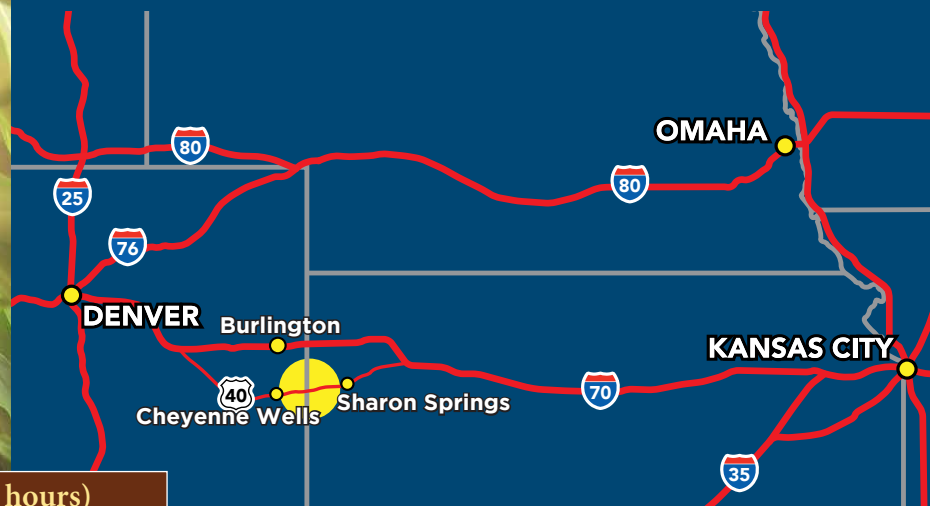 OMAHA
80
80
25
76
DENVER
Burlington
KANSAS CITY
40
Sharon Springs
70
Cheyenne Wells
35
hours)